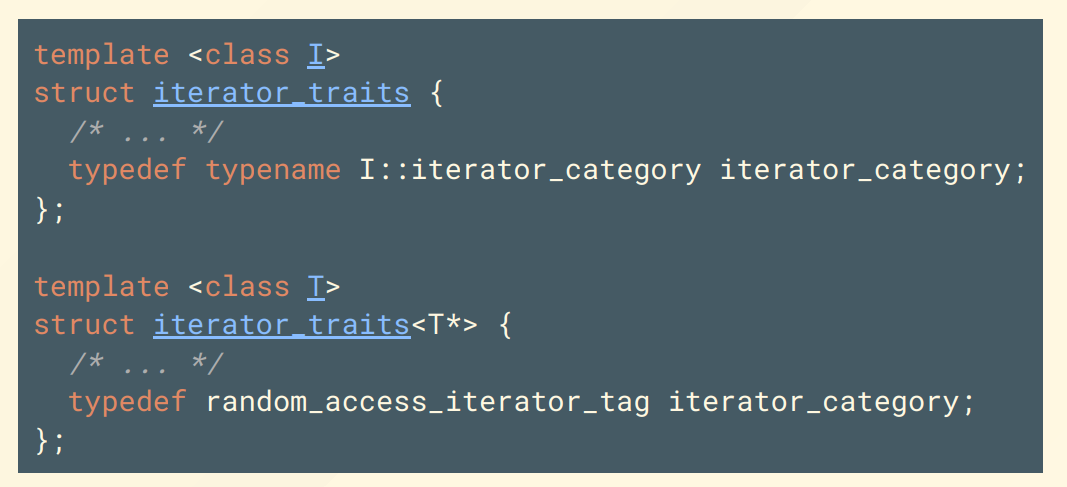 template <class I>
struct iterator_traits {
  /* ... */
  typedef typename I::iterator_category iterator_category;
};

template <class T>
struct iterator_traits<T*> {
  /* ... */
  typedef random_access_iterator_tag iterator_category;
};